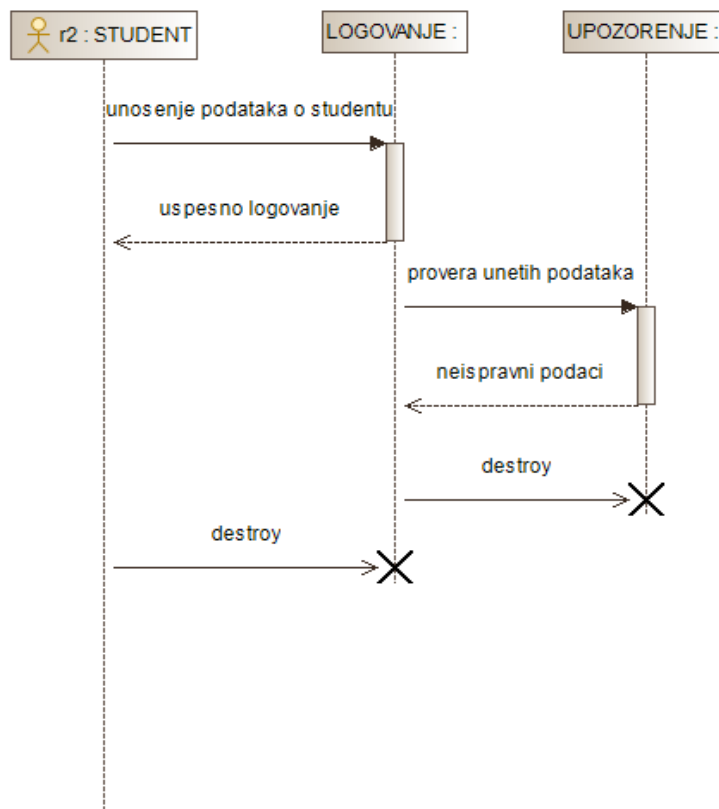 r2 : STUDENT
LOGOVANJE :
UPOZORENJE :
unosenje podataka o studentu
uspesno logovanje
provera unetih podataka
neispravni podaci
destroy
destroy